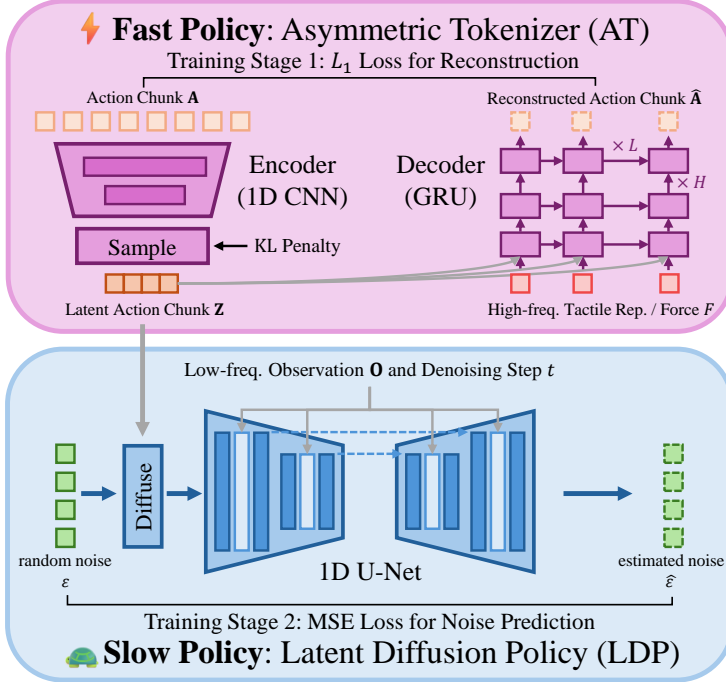 Fast Policy: Asymmetric Tokenizer (AT)
Training Stage 1: L₁ Loss for Reconstruction
Action Chunk A
Reconstructed Action Chunk Â
× L
Encoder
(1D CNN)
Decoder
(GRU)
× H
Sample
KL Penalty
Latent Action Chunk Z
High-freq. Tactile Rep. / Force F
Low-freq. Observation O and Denoising Step t
Diffuse
random noise
ε
1D U-Net
estimated noise
ε̂
Training Stage 2: MSE Loss for Noise Prediction
Slow Policy: Latent Diffusion Policy (LDP)